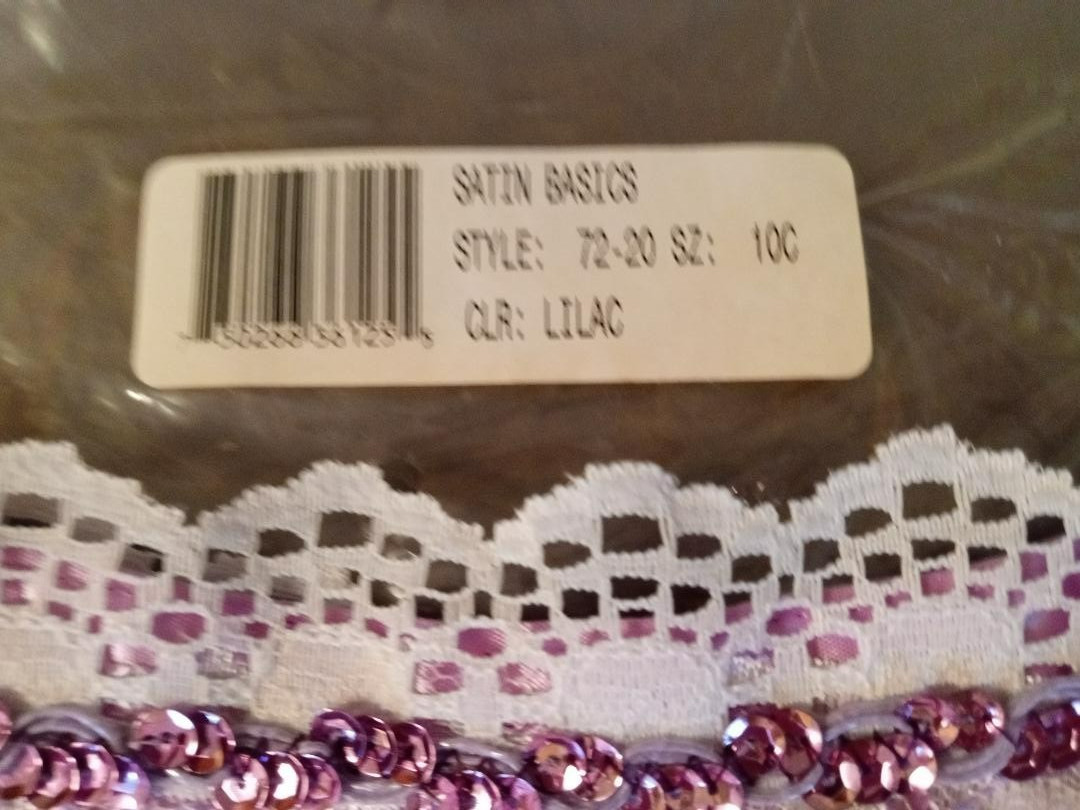 SATIN BASICS
STYLE: 72-20 SZ: 10C
CLR: LILAC